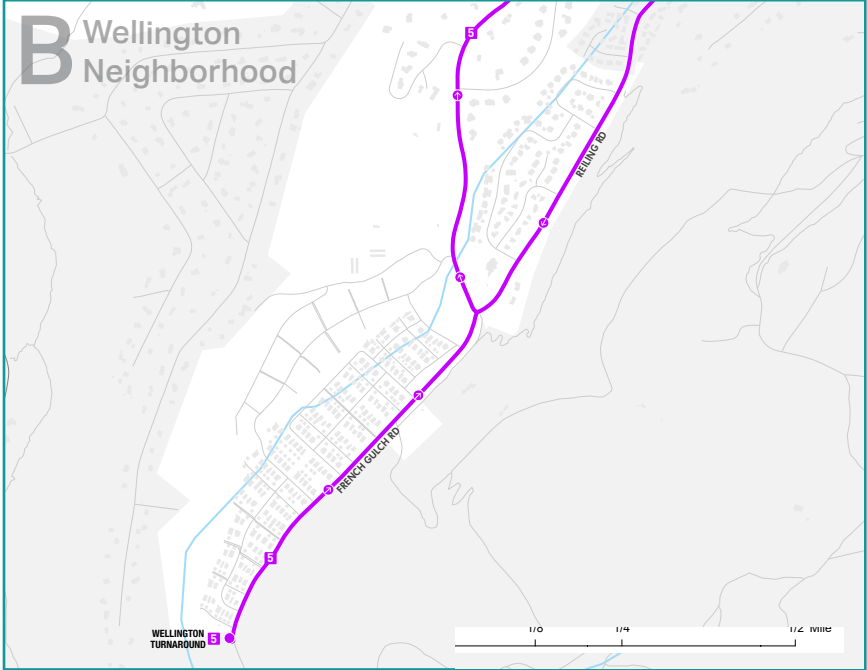 B Wellington
Neighborhood
5
REILING RD
FRENCH GULCH RD
5
WELLINGTON
TURNAROUND 5
1/8 1/4 1/2 Mile